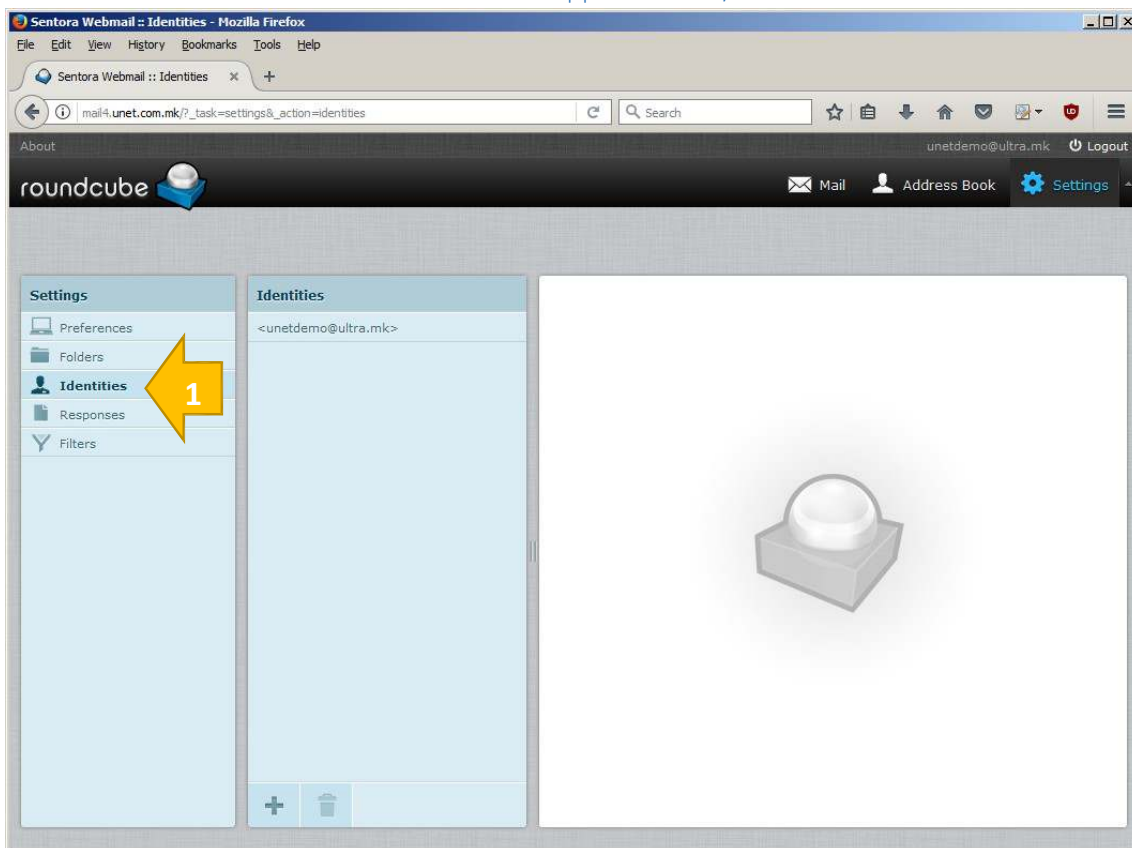 Sentora Webmail :: Identities - Mozilla Firefox
File Edit View History Bookmarks Tools Help
Sentora Webmail :: Identities
mail4.unet.com.mk/?_task=settings&_action=identities
Search
About
unetdemo@ultra.mk Logout
roundcube
Mail Address Book Settings
Settings
Preferences
Folders
Identities
1
Responses
Filters
Identities
<unetdemo@ultra.mk>